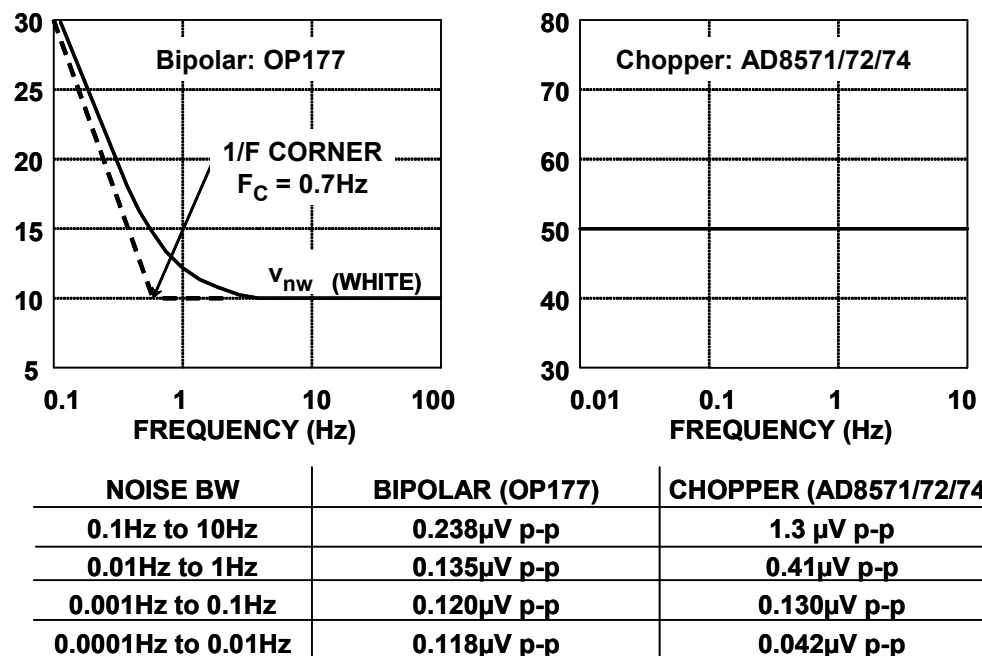 Bipolar: OP177
30
25
20
15
10
5
1/F CORNER
FC = 0.7Hz
vnw (WHITE)
0.1 1 10 100
FREQUENCY (Hz)
Chopper: AD8571/72/74
80
70
60
50
40
30
0.01 0.1 1 10
FREQUENCY (Hz)
NOISE BW BIPOLAR (OP177) CHOPPER (AD8571/72/74
0.1Hz to 10Hz 0.238µV p-p 1.3 µV p-p
0.01Hz to 1Hz 0.135µV p-p 0.41µV p-p
0.001Hz to 0.1Hz 0.120µV p-p 0.130µV p-p
0.0001Hz to 0.01Hz 0.118µV p-p 0.042µV p-p